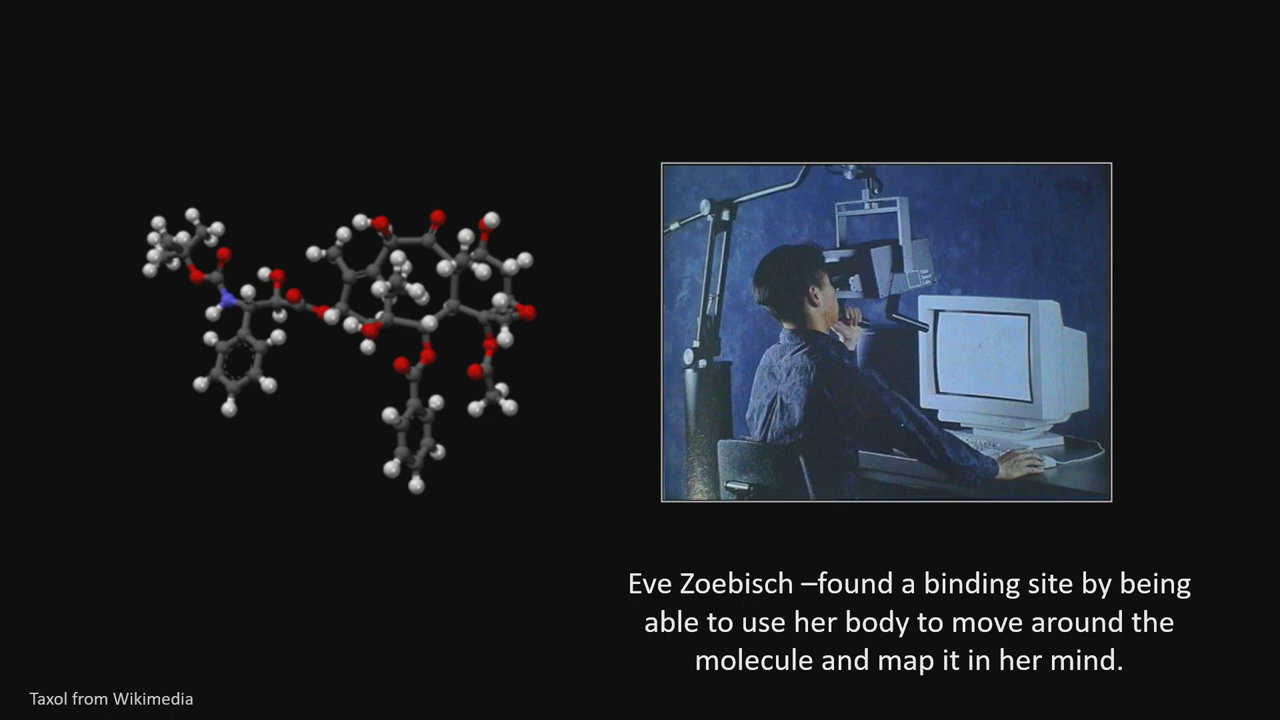 Eve Zoebisch –found a binding site by being
able to use her body to move around the
molecule and map it in her mind.
Taxol from Wikimedia